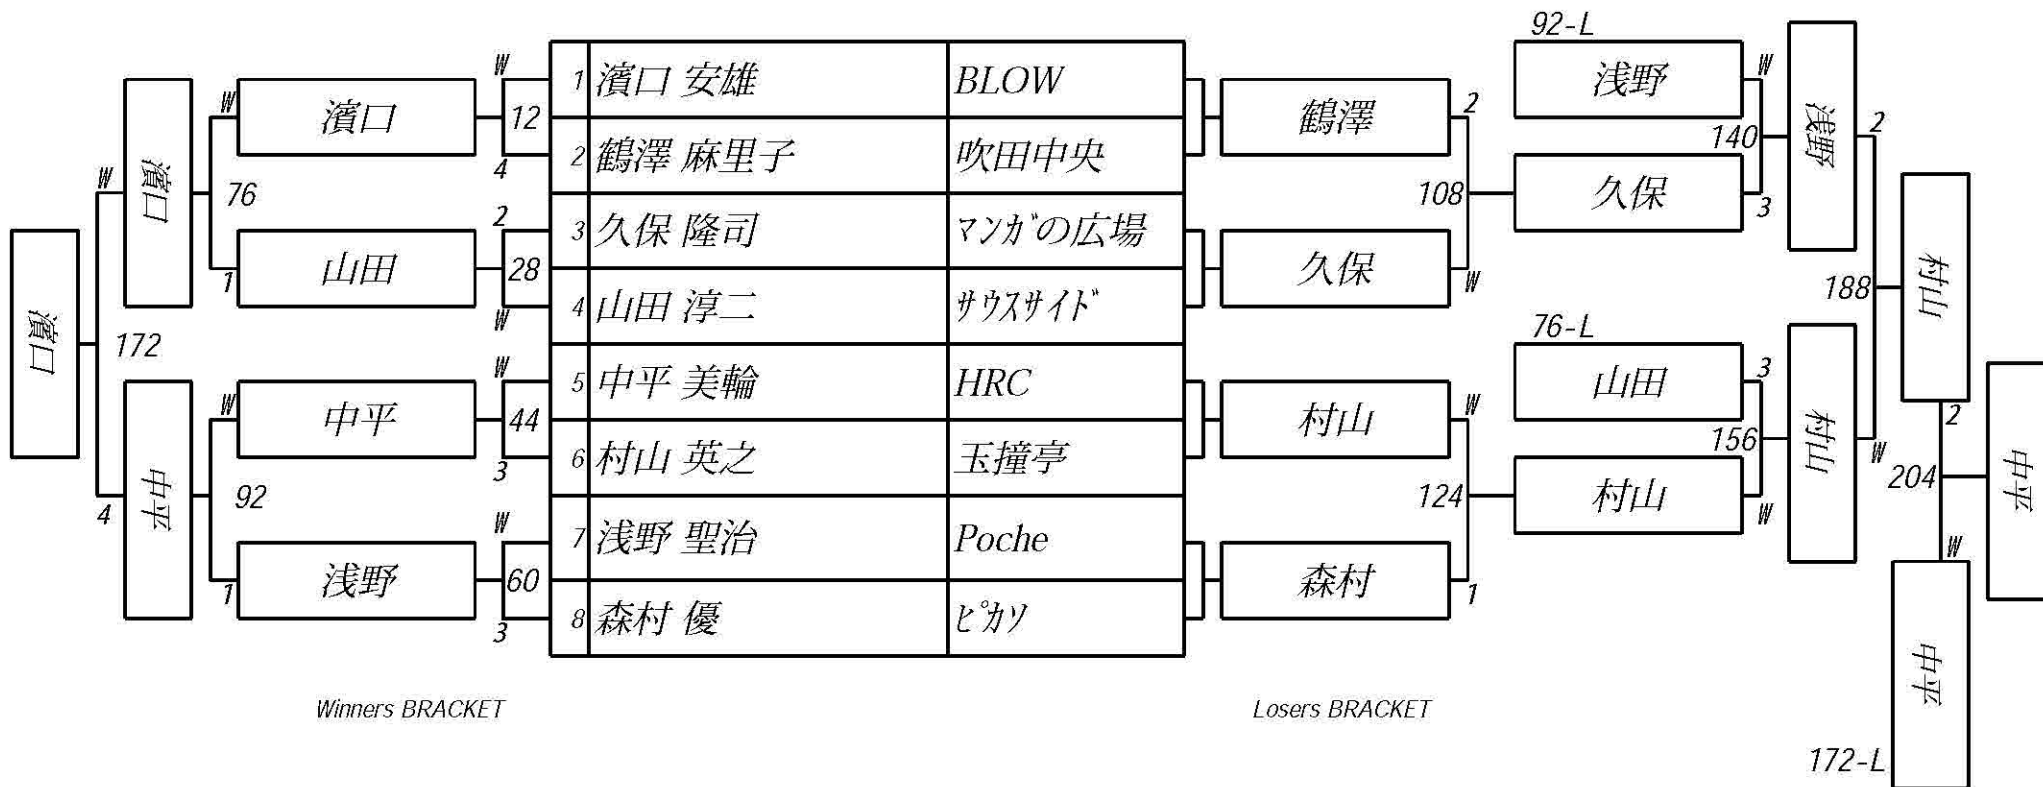 92-L
W
1 濱口 安雄 BLOW
W 濱口 12 鶴澤 2 浅野 W
4 2 鶴澤 麻里子 吹田中央 140 浅野 2
W 濱口 76 108 久保 3
2 3 久保 隆司 マンガの広場
1 山田 28 久保 W
W 4 山田 淳二 サウスサイド 188 村山
濱口 172 76-L
W 5 中平 美輪 HRC 山田 3
W 中平 44 村山 W 156 村山 W 2
3 6 村山 英之 玉撞亭
4 中平 92 124 村山 W 204 中平
W 7 浅野 聖治 Poche
1 浅野 60 森村 1 W
3 8 森村 優 ピカソ
中平
Winners BRACKET Losers BRACKET
172-L